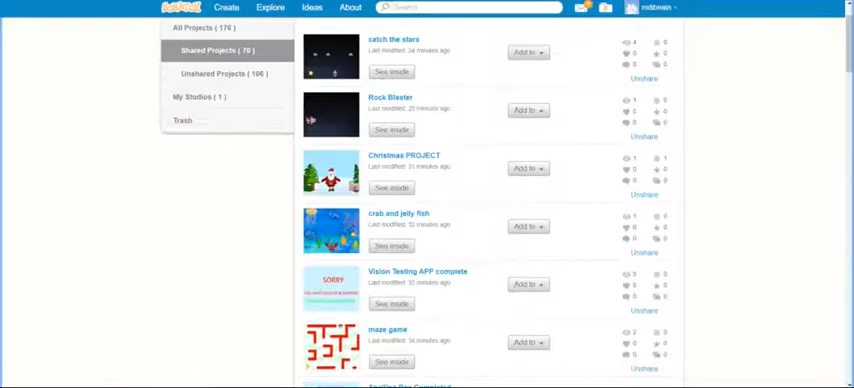 SCRATCH Create Explore Ideas About Search mdibrein
All Projects ( 176 )
Shared Projects ( 70 )
Unshared Projects ( 106 )
My Studios ( 1 )
Trash
catch the stars
Last modified: 24 minutes ago
See inside
Add to
4 0
0 0
0 0
Unshare
Rock Blaster
Last modified: 25 minutes ago
See inside
Add to
1 0
0 0
0 0
Unshare
Christmas PROJECT
Last modified: 31 minutes ago
See inside
Add to
1 1
0 0
0 0
Unshare
crab and jelly fish
Last modified: 32 minutes ago
See inside
Add to
1 0
0 0
0 0
Unshare
SORRY
Vision Testing APP complete
Last modified: 33 minutes ago
See inside
Add to
0
0 0
0 0
Unshare
maze game
Last modified: 34 minutes ago
See inside
Add to
2 0
0 0
0 0
Unshare
Spelling Bee Completed